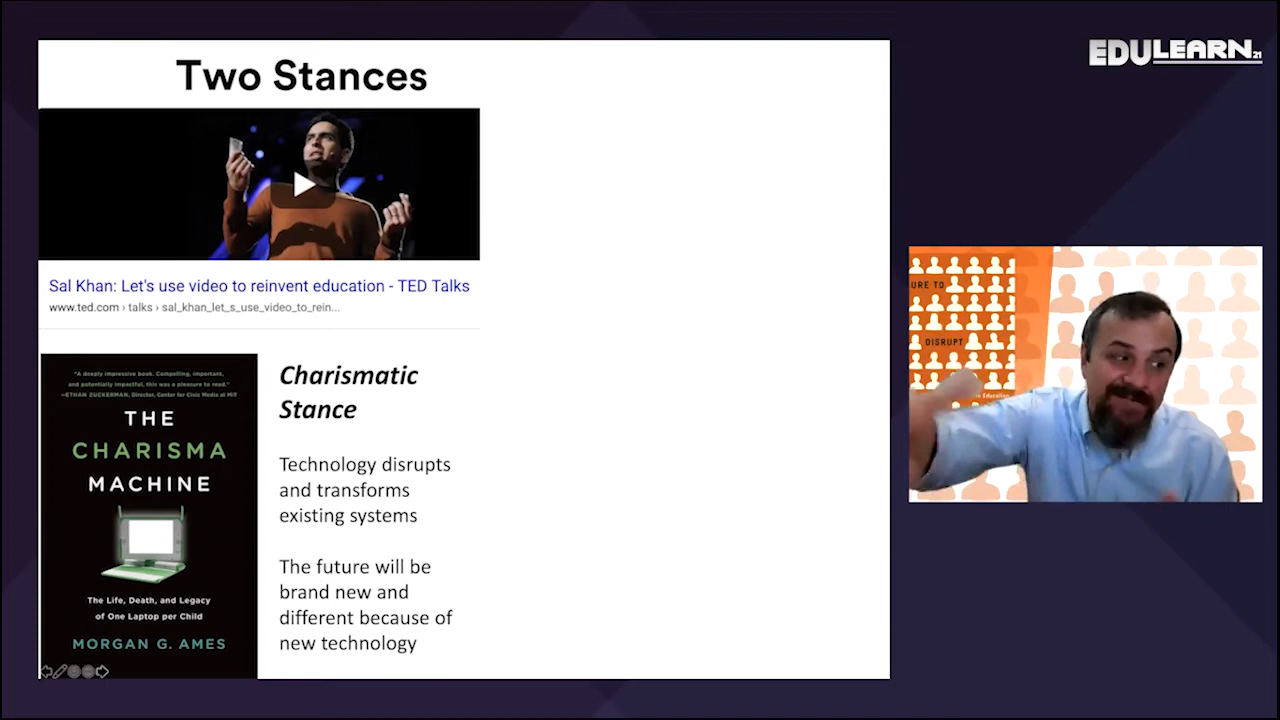 Two Stances
EDULEARN21
Sal Khan: Let's use video to reinvent education - TED Talks
www.ted.com › talks › sal_khan_let_s_use_video_to_rein...
"A deeply impressive book. Compelling, important,
and potentially impactful, this was a pleasure to read."
—ETHAN ZUCKERMAN, Director, Center for Civic Media at MIT
THE
CHARISMA
MACHINE
The Life, Death, and Legacy
of One Laptop per Child
MORGAN G. AMES
Charismatic
Stance
Technology disrupts
and transforms
existing systems
The future will be
brand new and
different because of
new technology
URE TO
DISRUPT
Education